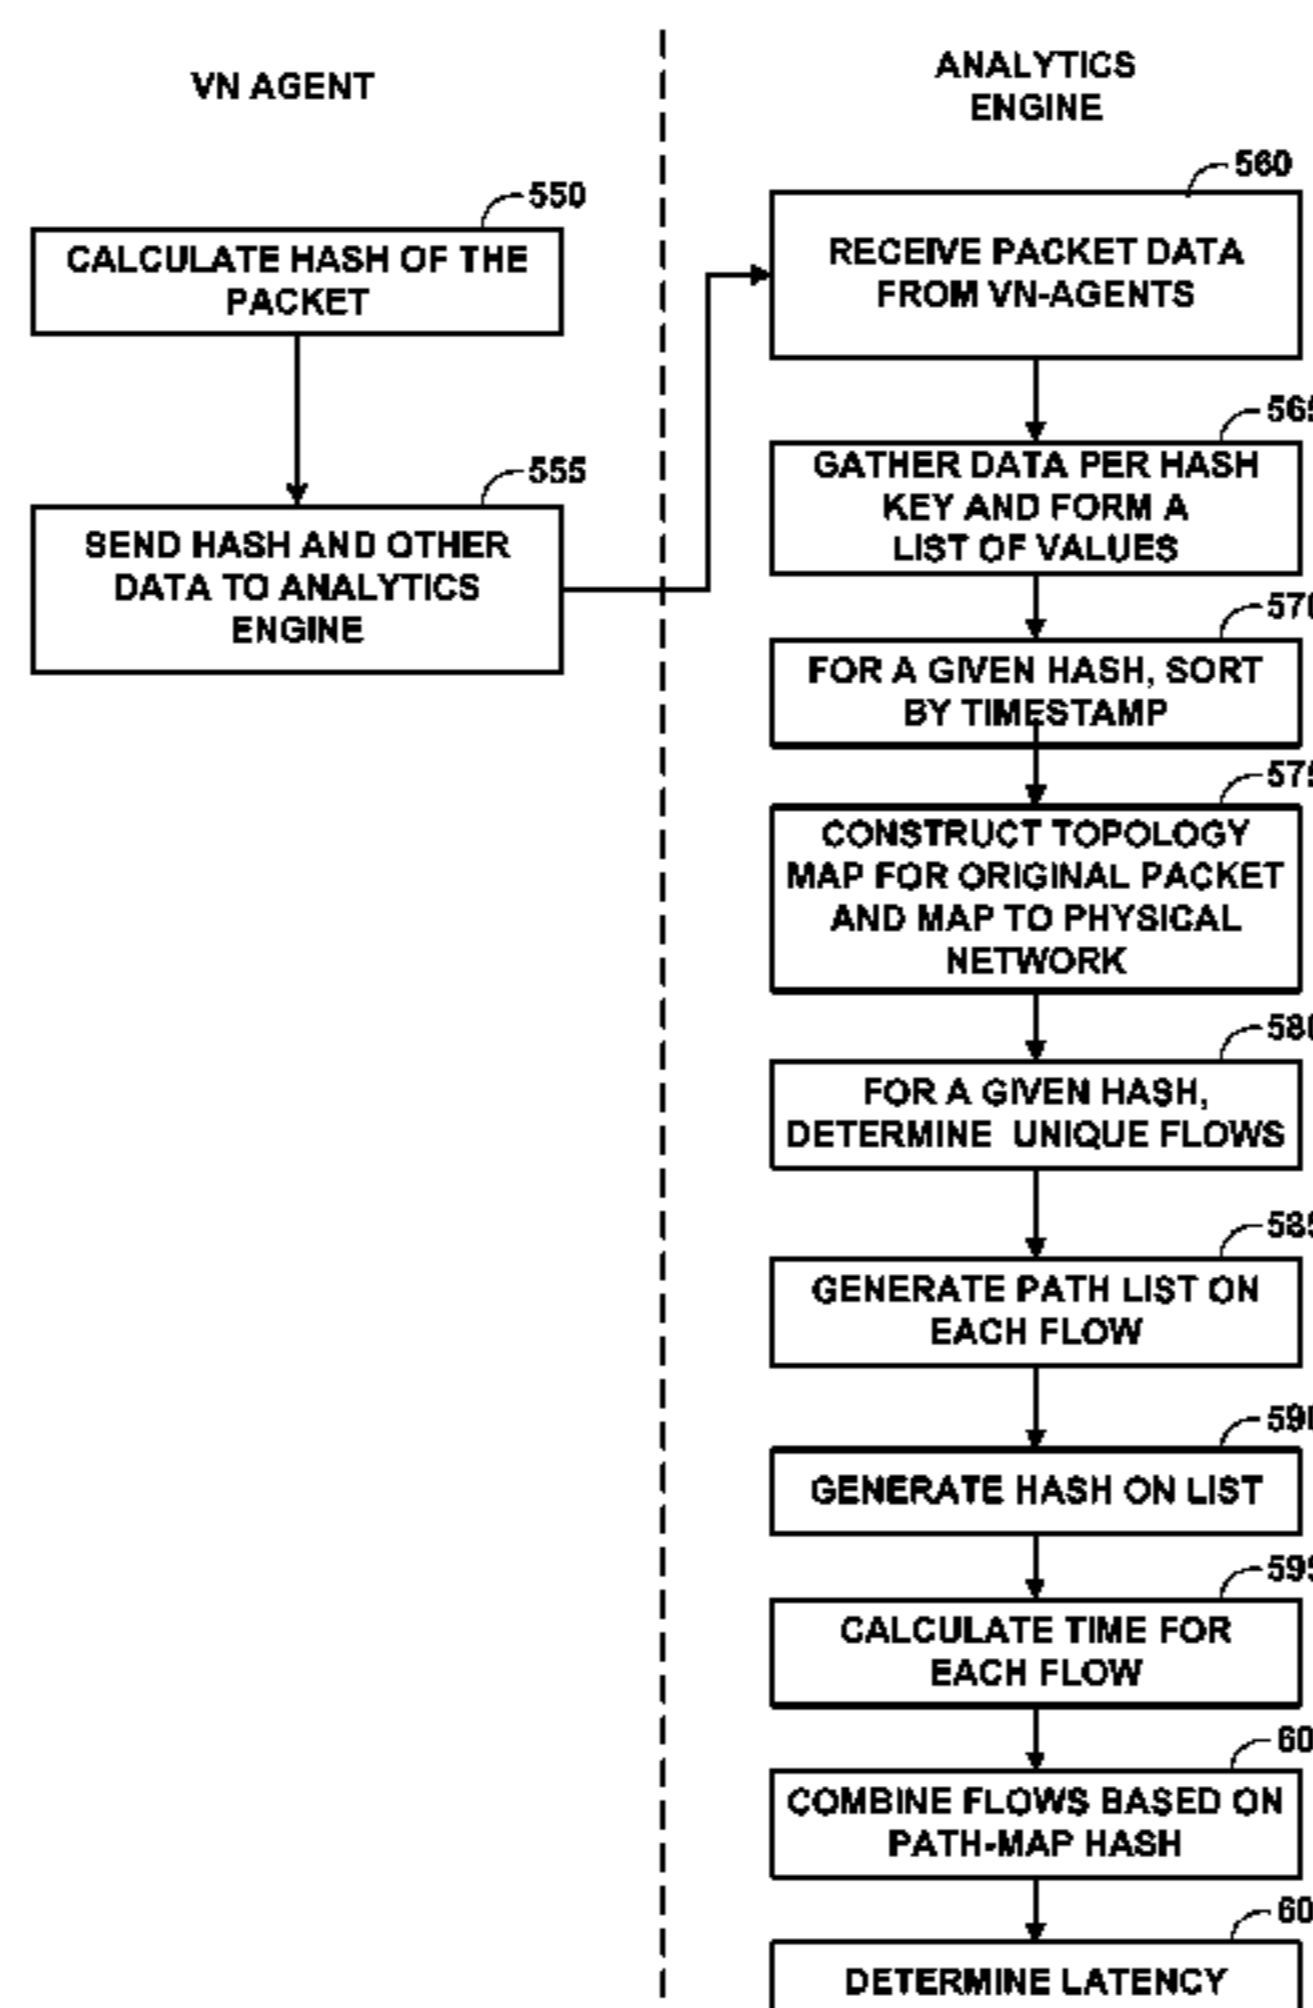 VN AGENT
550
CALCULATE HASH OF THE
PACKET
555
SEND HASH AND OTHER
DATA TO ANALYTICS
ENGINE
ANALYTICS
ENGINE
560
RECEIVE PACKET DATA
FROM VN-AGENTS
GATHER DATA PER HASH
KEY AND FORM A
LIST OF VALUES
FOR A GIVEN HASH, SORT
BY TIMESTAMP
CONSTRUCT TOPOLOGY
MAP FOR ORIGINAL PACKET
AND MAP TO PHYSICAL
NETWORK
FOR A GIVEN HASH,
DETERMINE UNIQUE FLOWS
GENERATE PATH LIST ON
EACH FLOW
GENERATE HASH ON LIST
CALCULATE TIME FOR
EACH FLOW
COMBINE FLOWS BASED ON
PATH-MAP HASH
DETERMINE LATENCY